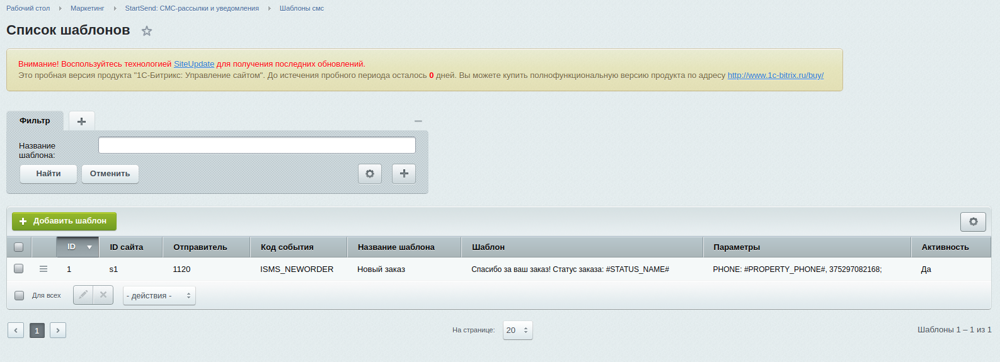 Рабочий стол Маркетинг StartSend: СМС-рассылки и уведомления Шаблоны смс
Список шаблонов
Внимание! Воспользуйтесь технологией SiteUpdate для получения последних обновлений.
Это пробная версия продукта "1С-Битрикс: Управление сайтом". До истечения пробного периода осталось 0 дней. Вы можете купить полнофункциональную версию продукта по адресу http://www.1c-bitrix.ru/buy/
Фильтр
Название
шаблона:
Найти Отменить
Добавить шаблон
ID ID сайта Отправитель Код события Название шаблона Шаблон Параметры Активность
1 s1 1120 ISMS_NEWORDER Новый заказ Спасибо за ваш заказ! Статус заказа: #STATUS_NAME# PHONE: #PROPERTY_PHONE#, 375297082168; Да
Для всех - действия -
1 На странице: 20 Шаблоны 1 – 1 из 1